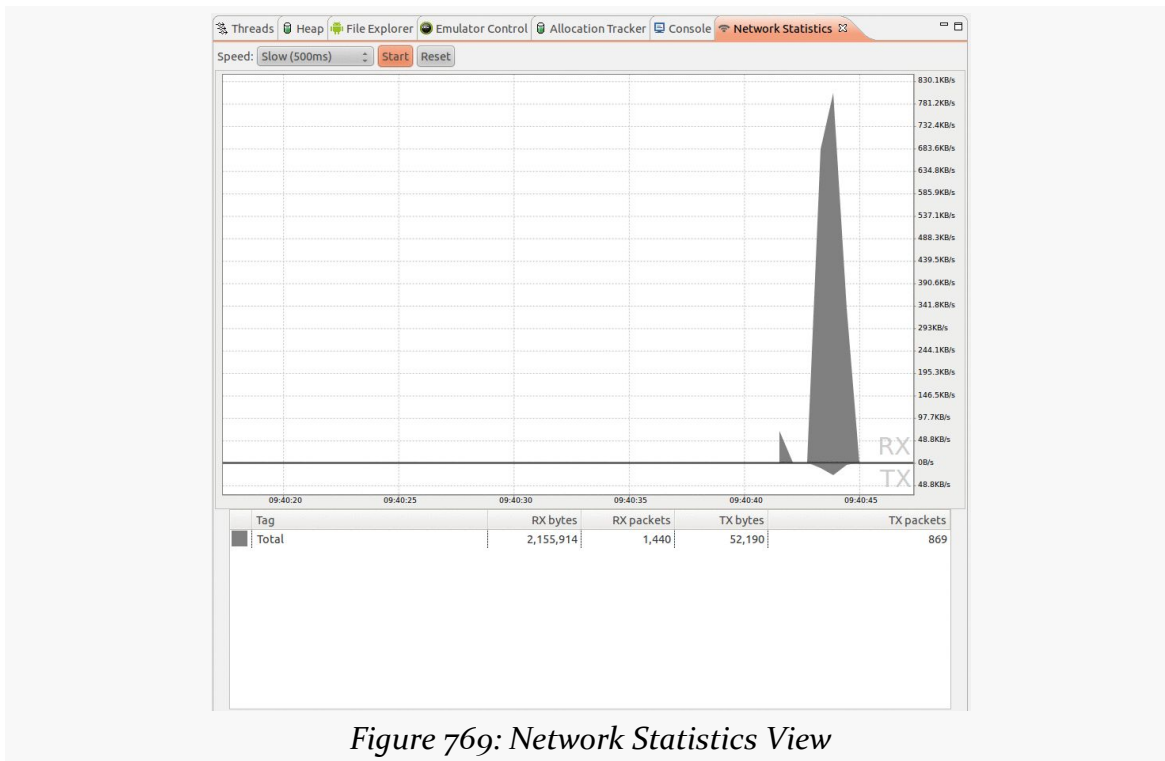 Threads Heap File Explorer Emulator Control Allocation Tracker Console Network Statistics
Speed: Slow (500ms) Start Reset
830.1KB/s
781.2KB/s
732.4KB/s
683.6KB/s
634.8KB/s
585.9KB/s
537.1KB/s
488.3KB/s
439.5KB/s
390.6KB/s
341.8KB/s
293KB/s
244.1KB/s
195.3KB/s
146.5KB/s
97.7KB/s
RX 48.8KB/s
0B/s
TX 48.8KB/s
09:40:20 09:40:25 09:40:30 09:40:35 09:40:40 09:40:45
Tag RX bytes RX packets TX bytes TX packets
Total 2,155,914 1,440 52,190 869
Figure 769: Network Statistics View